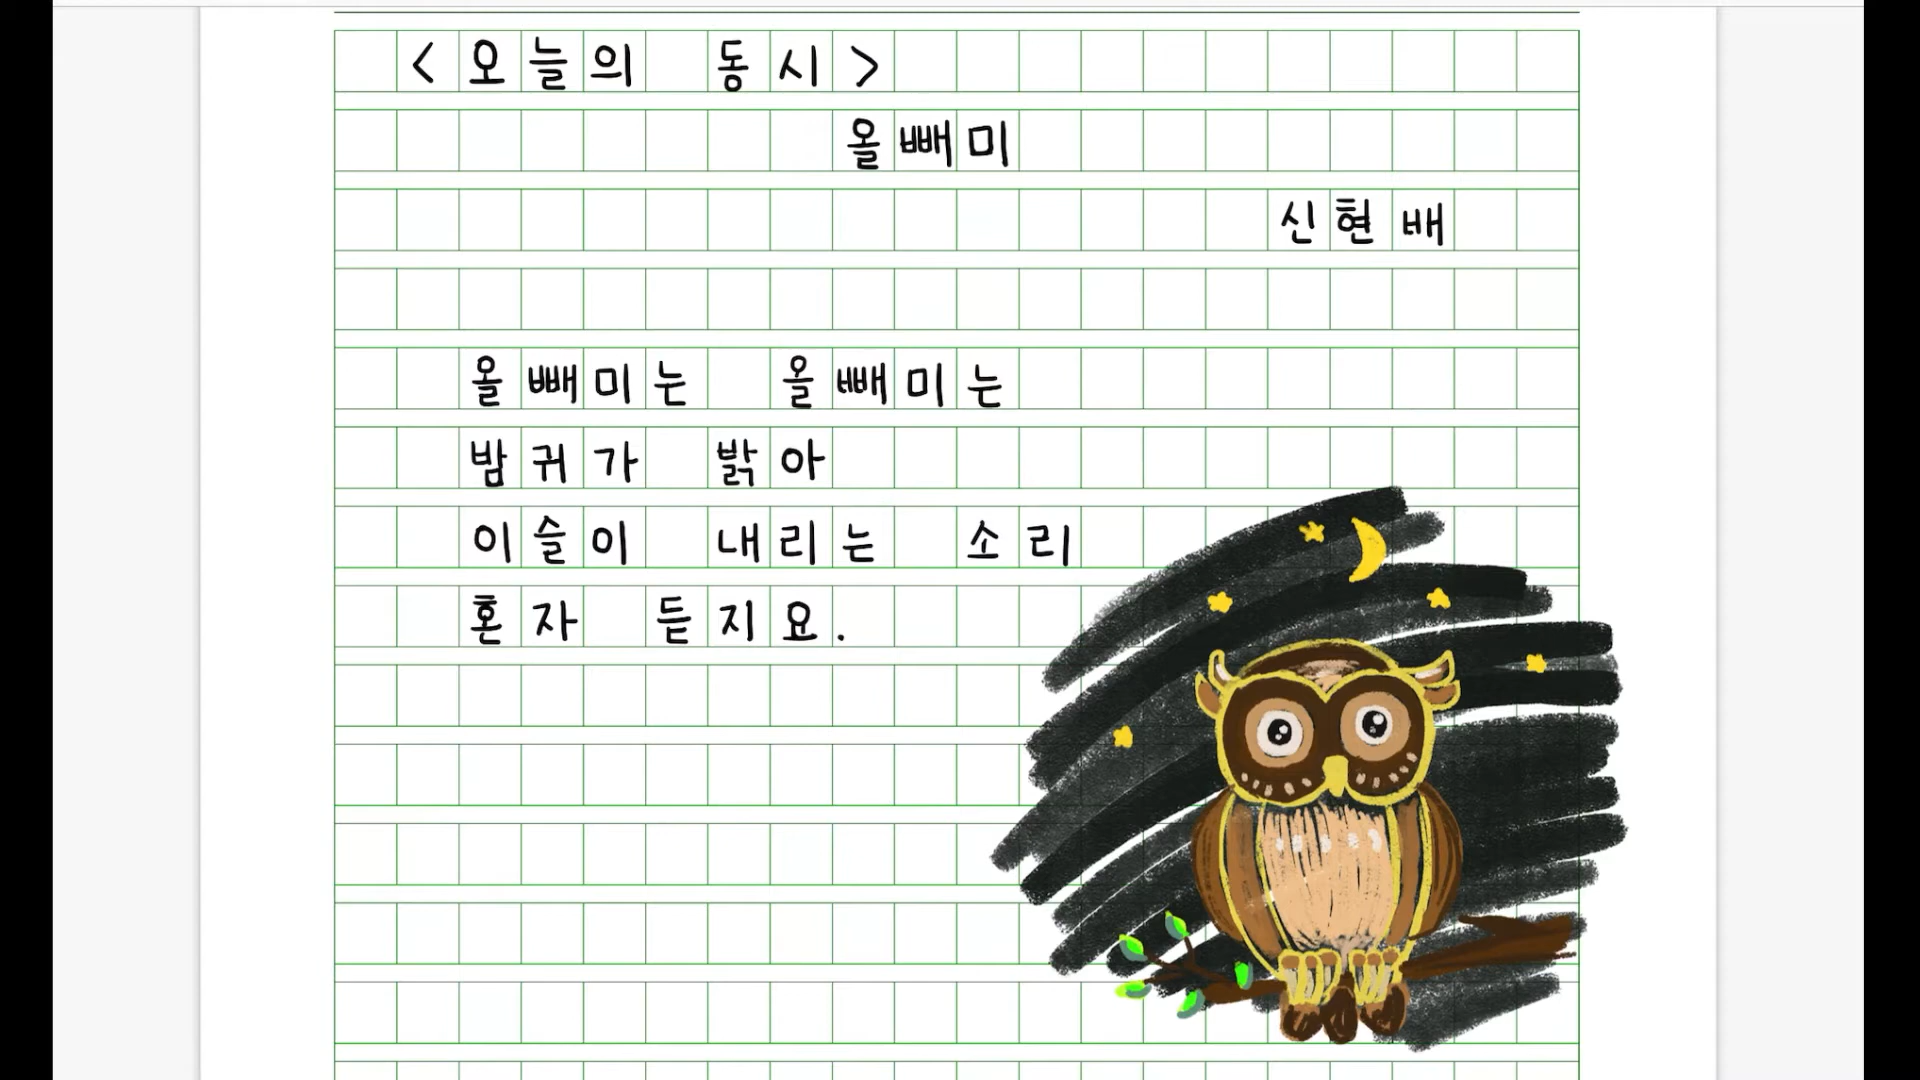 <오늘의 동시>
올빼미
신현배
올빼미는 올빼미는
밤귀가 밝아
이슬이 내리는 소리
혼자 듣지요.